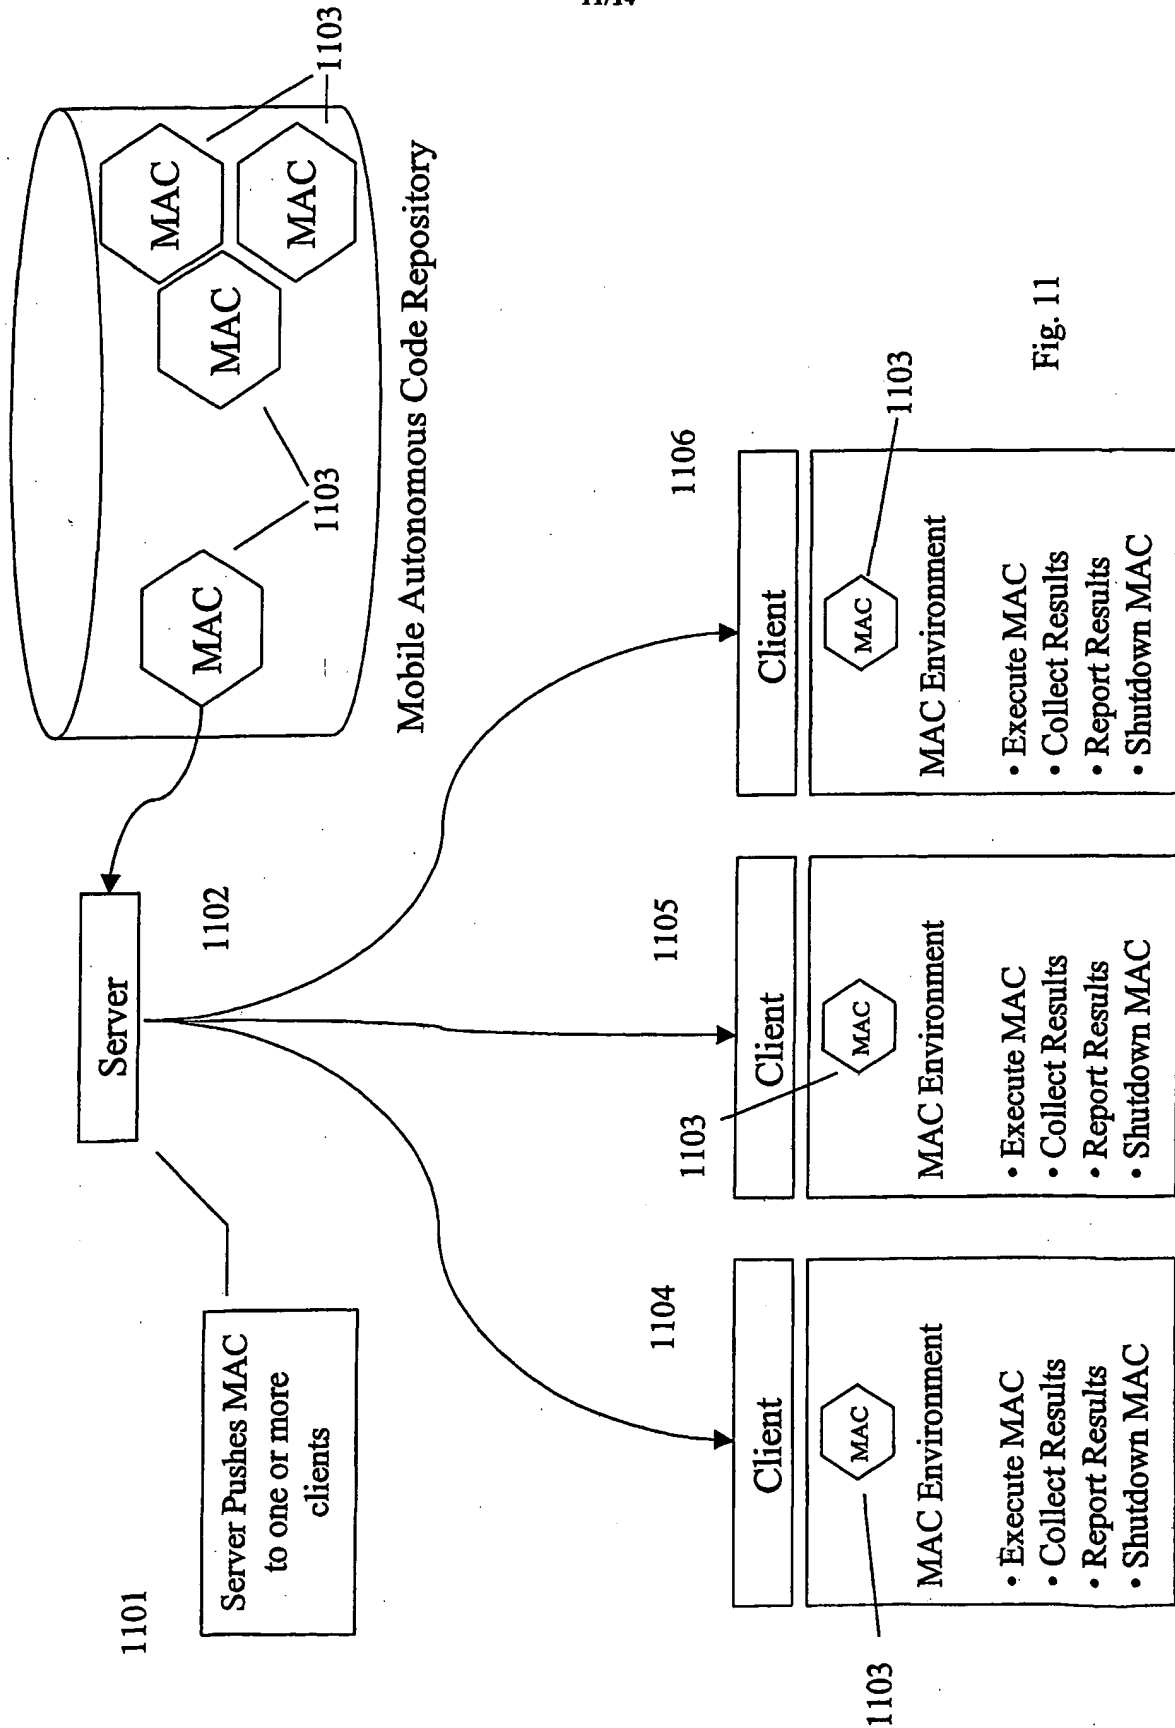 11/14
1101
Server Pushes MAC
to one or more
clients
Server
1102
MAC
MAC
MAC
MAC
1103
1103
Mobile Autonomous Code Repository
1104
1105
1106
Client
Client
Client
1103
MAC
MAC Environment
• Execute MAC
• Collect Results
• Report Results
• Shutdown MAC
1103
MAC
MAC Environment
• Execute MAC
• Collect Results
• Report Results
• Shutdown MAC
1103
MAC
MAC Environment
• Execute MAC
• Collect Results
• Report Results
• Shutdown MAC
Fig. 11